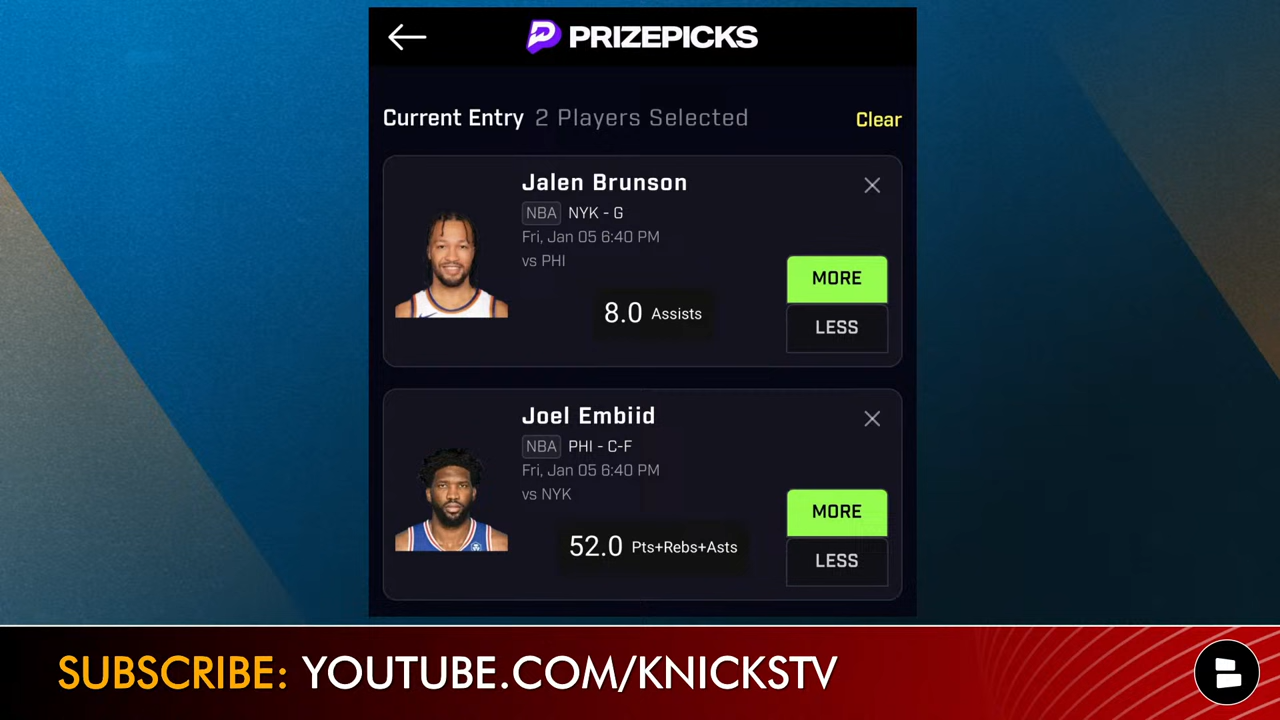 PRIZEPICKS
Current Entry 2 Players Selected Clear
Jalen Brunson
NBA NYK - G
Fri, Jan 05 6:40 PM
vs PHI
8.0 Assists
MORE
LESS
Joel Embiid
NBA PHI - C-F
Fri, Jan 05 6:40 PM
vs NYK
52.0 Pts+Rebs+Asts
MORE
LESS
SUBSCRIBE: YOUTUBE.COM/KNICKSTV